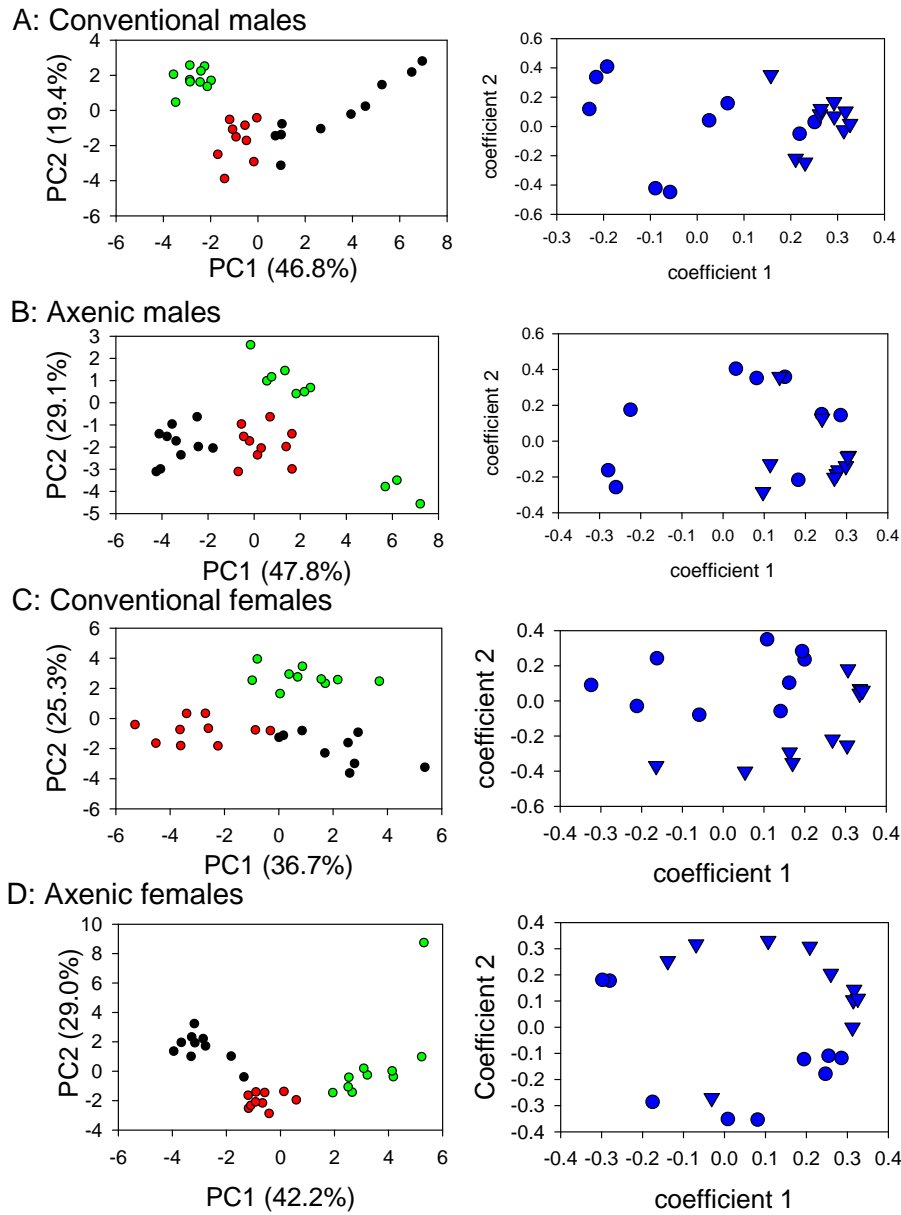 A: Conventional males
4
2
0
-2
-4
-6
PC2 (19.4%)
-6 -4 -2 0 2 4 6 8
PC1 (46.8%)
0.6
0.4
0.2
0.0
-0.2
-0.4
-0.6
coefficient 2
-0.3 -0.2 -0.1 0.0 0.1 0.2 0.3 0.4
coefficient 1
B: Axenic males
3
2
1
0
-1
-2
-3
-4
-5
PC2 (29.1%)
-6 -4 -2 0 2 4 6 8
PC1 (47.8%)
0.6
0.4
0.2
0.0
-0.2
-0.4
coefficient 2
-0.4 -0.3 -0.2 -0.1 0.0 0.1 0.2 0.3 0.4
coefficient 1
C: Conventional females
6
4
2
0
-2
-4
-6
PC2 (25.3%)
-6 -4 -2 0 2 4 6
PC1 (36.7%)
0.6
0.4
0.2
0.0
-0.2
-0.4
-0.6
coefficient 2
-0.4 -0.3 -0.2 -0.1 0.0 0.1 0.2 0.3 0.4
coefficient 1
D: Axenic females
10
8
6
4
2
0
-2
-4
PC2 (29.0%)
-6 -4 -2 0 2 4 6
PC1 (42.2%)
0.4
0.3
0.2
0.1
0.0
-0.1
-0.2
-0.3
-0.4
Coefficient 2
-0.4 -0.3 -0.2 -0.1 0.0 0.1 0.2 0.3 0.4
coefficient 1